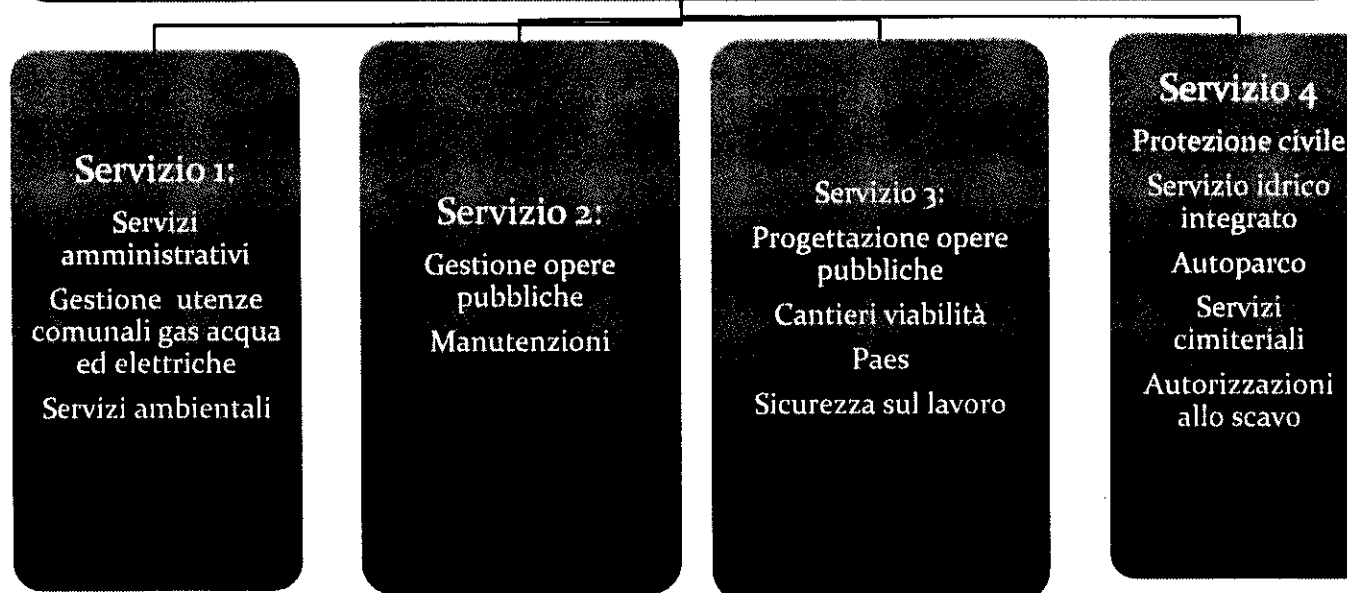 Servizio 1:
Servizi
amministrativi
Gestione utenze
comunali gas acqua
ed elettriche
Servizi ambientali
Servizio 2:
Gestione opere
pubbliche
Manutenzioni
Servizio 3:
Progettazione opere
pubbliche
Cantieri viabilità
Paes
Sicurezza sul lavoro
Servizio 4
Protezione civile
Servizio idrico
integrato
Autoparco
Servizi
cimiteriali
Autorizzazioni
allo scavo